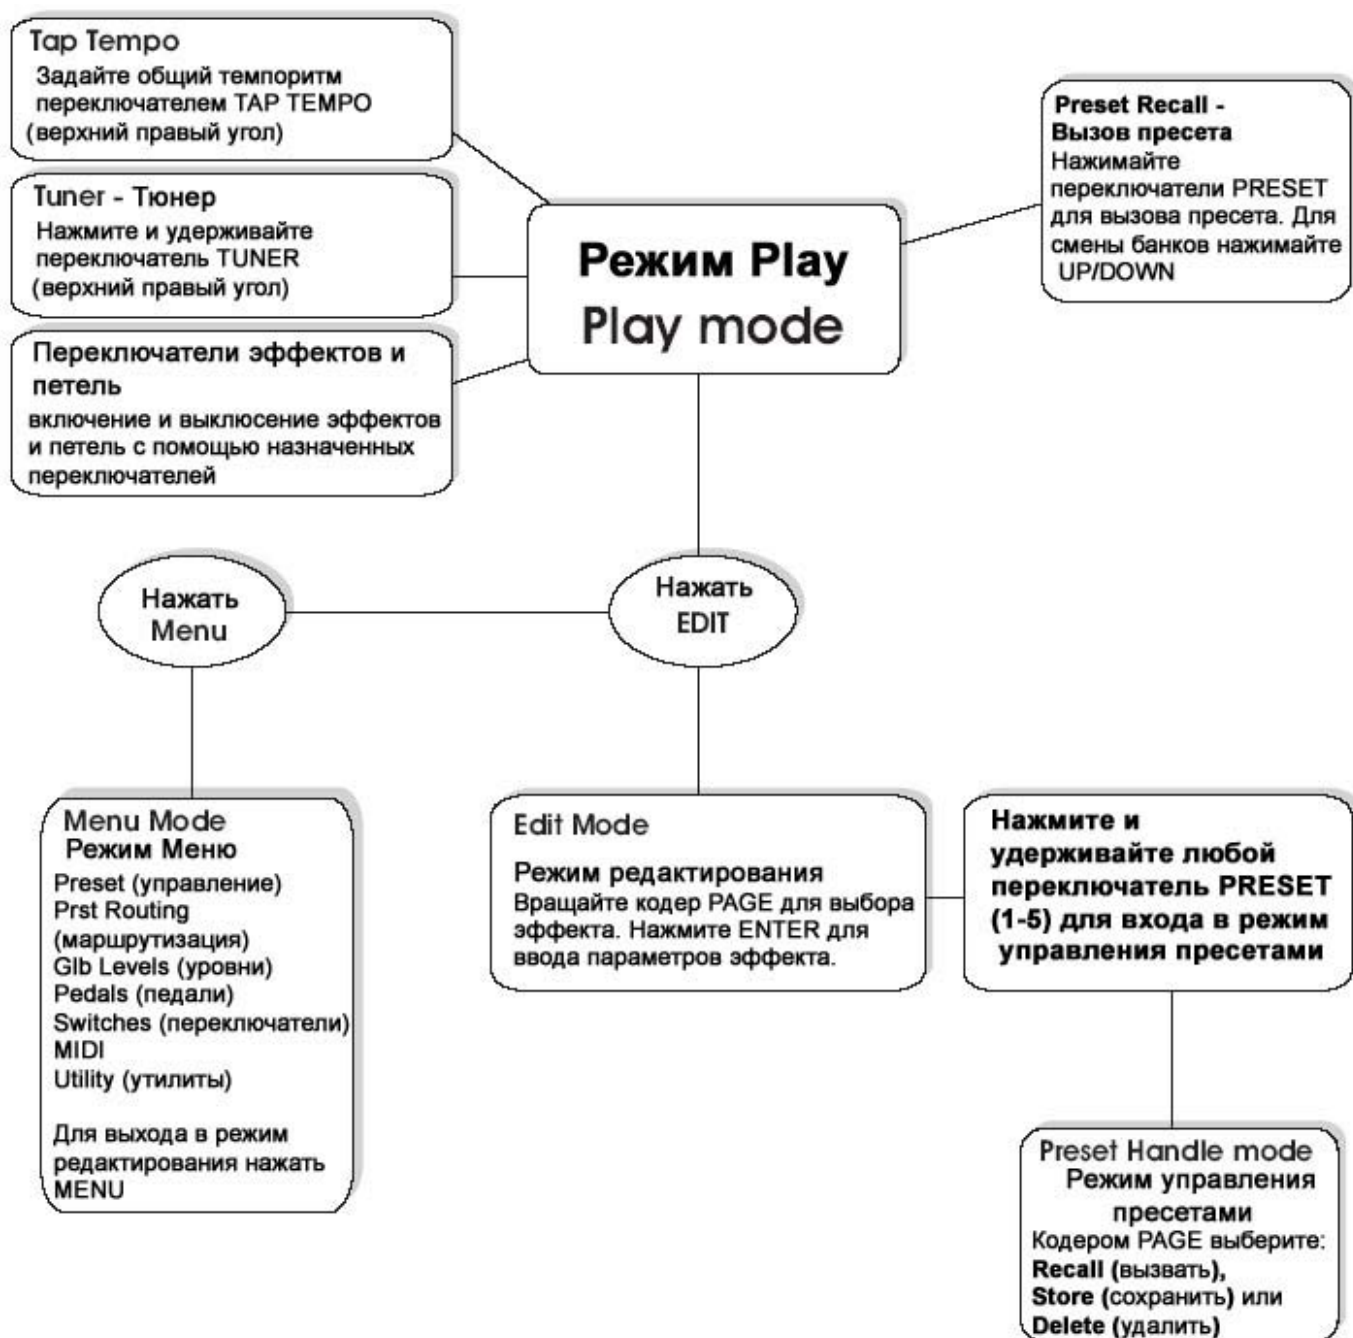 Tap Tempo
Задайте общий темпоритм
переключателем TAP TEMPO
(верхний правый угол)
Tuner - Тюнер
Нажмите и удерживайте
переключатель TUNER
(верхний правый угол)
Переключатели эффектов и
петель
включение и выклюсение эффектов
и петель с помощью назначенных
переключателей
Режим Play
Play mode
Preset Recall -
Вызов пресета
Нажимайте
переключатели PRESET
для вызова пресета. Для
смены банков нажимайте
UP/DOWN
Нажать
Menu
Нажать
EDIT
Menu Mode
Режим Меню
Preset (управление)
Prst Routing
(маршрутизация)
Glb Levels (уровни)
Pedals (педали)
Switches (переключатели)
MIDI
Utility (утилиты)
Для выхода в режим
редактирования нажать
MENU
Edit Mode
Режим редактирования
Вращайте кодер PAGE для выбора
эффекта. Нажмите ENTER для
ввода параметров эффекта.
Нажмите и
удерживайте любой
переключатель PRESET
(1-5) для входа в режим
управления пресетами
Preset Handle mode
Режим управления
пресетами
Кодером PAGE выберите:
Recall (вызвать),
Store (сохранить) или
Delete (удалить)